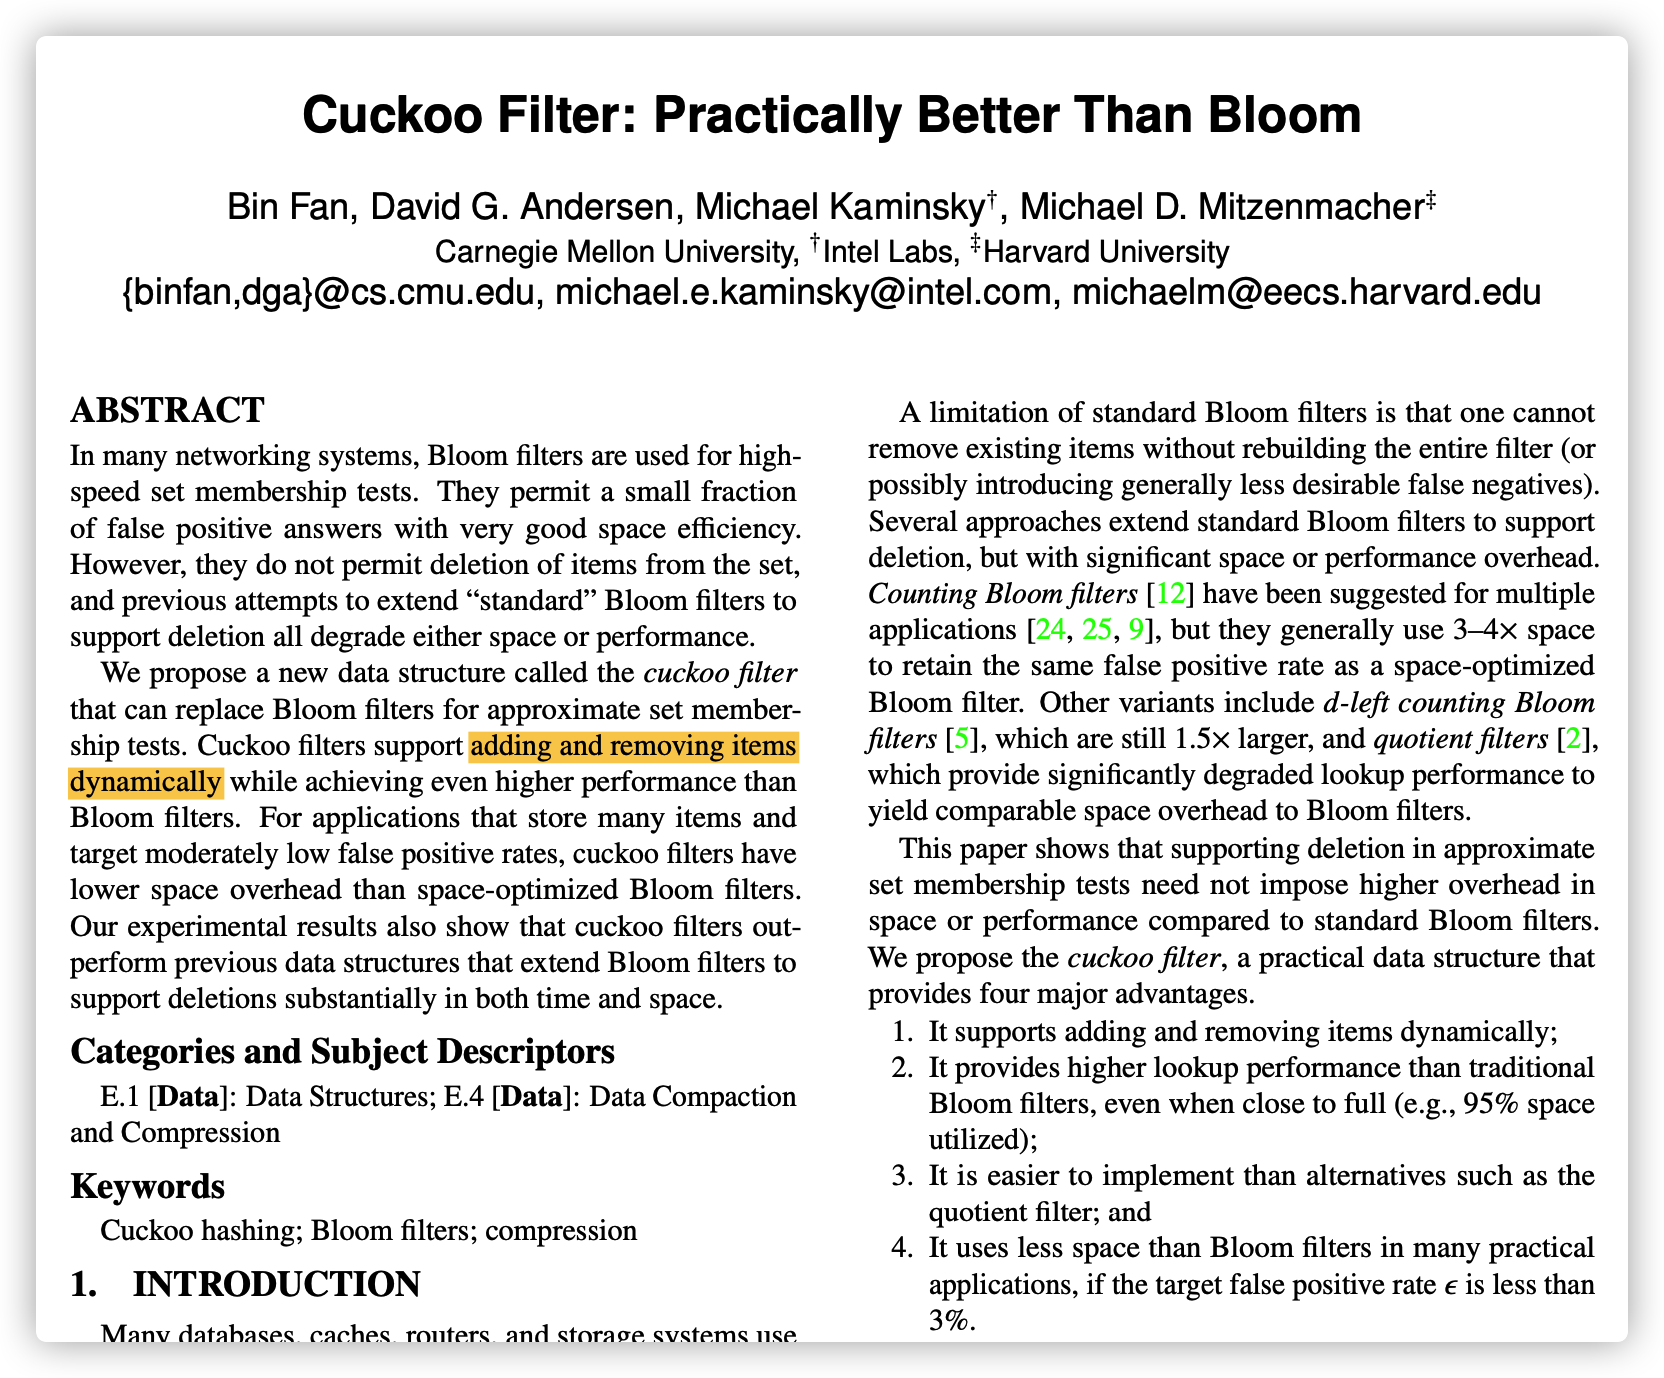 Cuckoo Filter: Practically Better Than Bloom
Bin Fan, David G. Andersen, Michael Kaminsky†, Michael D. Mitzenmacher‡
Carnegie Mellon University, †Intel Labs, ‡Harvard University
{binfan,dga}@cs.cmu.edu, michael.e.kaminsky@intel.com, michaelm@eecs.harvard.edu
ABSTRACT
In many networking systems, Bloom filters are used for high-
speed set membership tests. They permit a small fraction
of false positive answers with very good space efficiency.
However, they do not permit deletion of items from the set,
and previous attempts to extend “standard” Bloom filters to
support deletion all degrade either space or performance.
We propose a new data structure called the cuckoo filter
that can replace Bloom filters for approximate set member-
ship tests. Cuckoo filters support adding and removing items
dynamically while achieving even higher performance than
Bloom filters. For applications that store many items and
target moderately low false positive rates, cuckoo filters have
lower space overhead than space-optimized Bloom filters.
Our experimental results also show that cuckoo filters out-
perform previous data structures that extend Bloom filters to
support deletions substantially in both time and space.
Categories and Subject Descriptors
E.1 [Data]: Data Structures; E.4 [Data]: Data Compaction
and Compression
Keywords
Cuckoo hashing; Bloom filters; compression
1. INTRODUCTION
Many databases, caches, routers, and storage systems use
A limitation of standard Bloom filters is that one cannot
remove existing items without rebuilding the entire filter (or
possibly introducing generally less desirable false negatives).
Several approaches extend standard Bloom filters to support
deletion, but with significant space or performance overhead.
Counting Bloom filters [12] have been suggested for multiple
applications [24, 25, 9], but they generally use 3–4× space
to retain the same false positive rate as a space-optimized
Bloom filter. Other variants include d-left counting Bloom
filters [5], which are still 1.5× larger, and quotient filters [2],
which provide significantly degraded lookup performance to
yield comparable space overhead to Bloom filters.
This paper shows that supporting deletion in approximate
set membership tests need not impose higher overhead in
space or performance compared to standard Bloom filters.
We propose the cuckoo filter, a practical data structure that
provides four major advantages.
1. It supports adding and removing items dynamically;
2. It provides higher lookup performance than traditional
Bloom filters, even when close to full (e.g., 95% space
utilized);
3. It is easier to implement than alternatives such as the
quotient filter; and
4. It uses less space than Bloom filters in many practical
applications, if the target false positive rate ϵ is less than
3%.